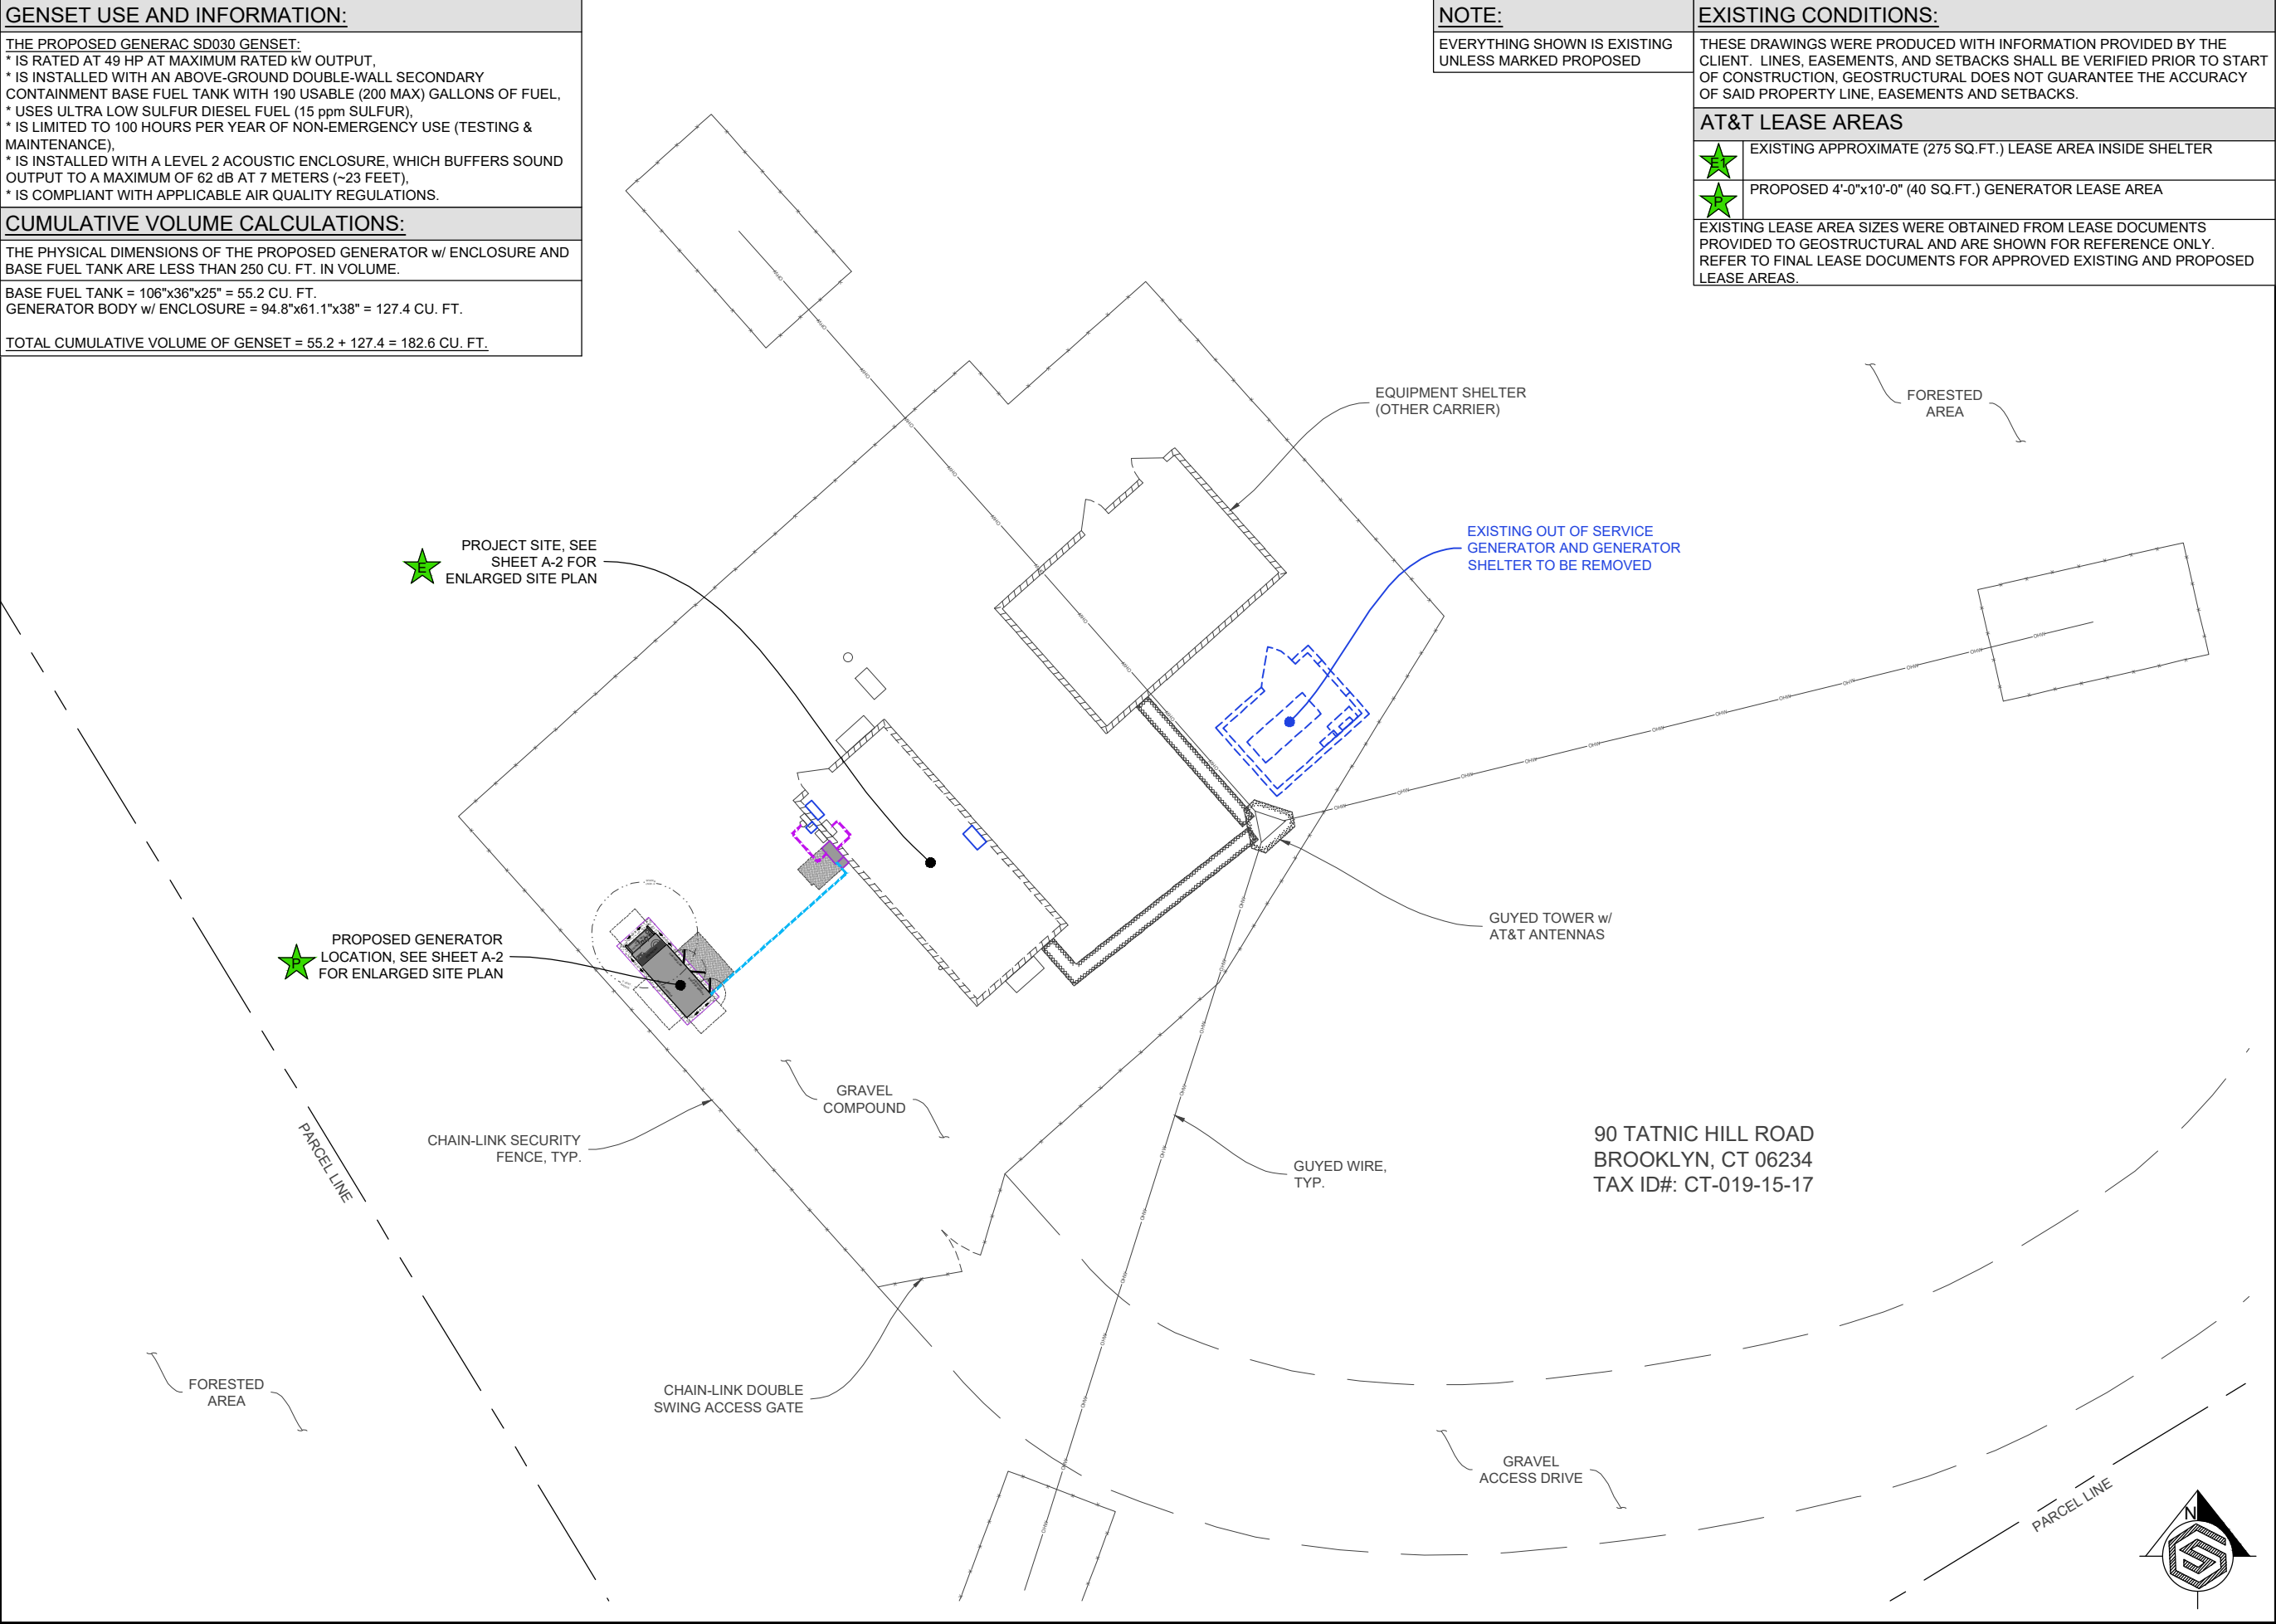 GENSET USE AND INFORMATION:
THE PROPOSED GENERAC SD030 GENSET:
* IS RATED AT 49 HP AT MAXIMUM RATED kW OUTPUT,
* IS INSTALLED WITH AN ABOVE-GROUND DOUBLE-WALL SECONDARY
CONTAINMENT BASE FUEL TANK WITH 190 USABLE (200 MAX) GALLONS OF FUEL,
* USES ULTRA LOW SULFUR DIESEL FUEL (15 ppm SULFUR),
* IS LIMITED TO 100 HOURS PER YEAR OF NON-EMERGENCY USE (TESTING &
MAINTENANCE),
* IS INSTALLED WITH A LEVEL 2 ACOUSTIC ENCLOSURE, WHICH BUFFERS SOUND
OUTPUT TO A MAXIMUM OF 62 dB AT 7 METERS (~23 FEET),
* IS COMPLIANT WITH APPLICABLE AIR QUALITY REGULATIONS.
CUMULATIVE VOLUME CALCULATIONS:
THE PHYSICAL DIMENSIONS OF THE PROPOSED GENERATOR w/ ENCLOSURE AND
BASE FUEL TANK ARE LESS THAN 250 CU. FT. IN VOLUME.
BASE FUEL TANK = 106"x36"x25" = 55.2 CU. FT.
GENERATOR BODY w/ ENCLOSURE = 94.8"x61.1"x38" = 127.4 CU. FT.
TOTAL CUMULATIVE VOLUME OF GENSET = 55.2 + 127.4 = 182.6 CU. FT.
NOTE:
EVERYTHING SHOWN IS EXISTING
UNLESS MARKED PROPOSED
EXISTING CONDITIONS:
THESE DRAWINGS WERE PRODUCED WITH INFORMATION PROVIDED BY THE
CLIENT. LINES, EASEMENTS, AND SETBACKS SHALL BE VERIFIED PRIOR TO START
OF CONSTRUCTION, GEOSTRUCTURAL DOES NOT GUARANTEE THE ACCURACY
OF SAID PROPERTY LINE, EASEMENTS AND SETBACKS.
AT&T LEASE AREAS
E1
EXISTING APPROXIMATE (275 SQ.FT.) LEASE AREA INSIDE SHELTER
P
PROPOSED 4'-0"x10'-0" (40 SQ.FT.) GENERATOR LEASE AREA
EXISTING LEASE AREA SIZES WERE OBTAINED FROM LEASE DOCUMENTS
PROVIDED TO GEOSTRUCTURAL AND ARE SHOWN FOR REFERENCE ONLY.
REFER TO FINAL LEASE DOCUMENTS FOR APPROVED EXISTING AND PROPOSED
LEASE AREAS.
EQUIPMENT SHELTER
(OTHER CARRIER)
FORESTED
AREA
EXISTING OUT OF SERVICE
GENERATOR AND GENERATOR
SHELTER TO BE REMOVED
E
PROJECT SITE, SEE
SHEET A-2 FOR
ENLARGED SITE PLAN
GUYED TOWER w/
AT&T ANTENNAS
P
PROPOSED GENERATOR
LOCATION, SEE SHEET A-2
FOR ENLARGED SITE PLAN
GRAVEL
COMPOUND
CHAIN-LINK SECURITY
FENCE, TYP.
PARCEL LINE
GUYED WIRE,
TYP.
90 TATNIC HILL ROAD
BROOKLYN, CT 06234
TAX ID#: CT-019-15-17
FORESTED
AREA
CHAIN-LINK DOUBLE
SWING ACCESS GATE
GRAVEL
ACCESS DRIVE
PARCEL LINE
N